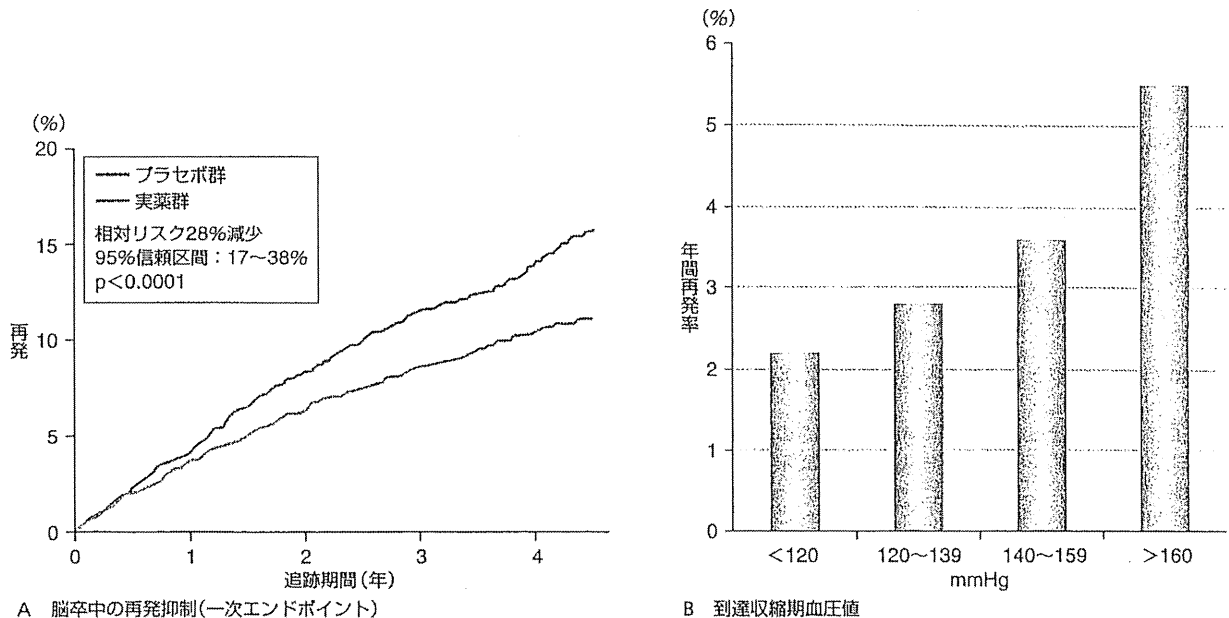 (%)
20
15
10
5
0
再発
プラセボ群
実薬群
相対リスク28%減少
95%信頼区間:17〜38%
p<0.0001
0 1 2 3 4
追跡期間(年)
A 脳卒中の再発抑制(一次エンドポイント)
(%)
6
5
4
3
2
1
0
年間再発率
<120 120〜139 140〜159 >160
mmHg
B 到達収縮期血圧値